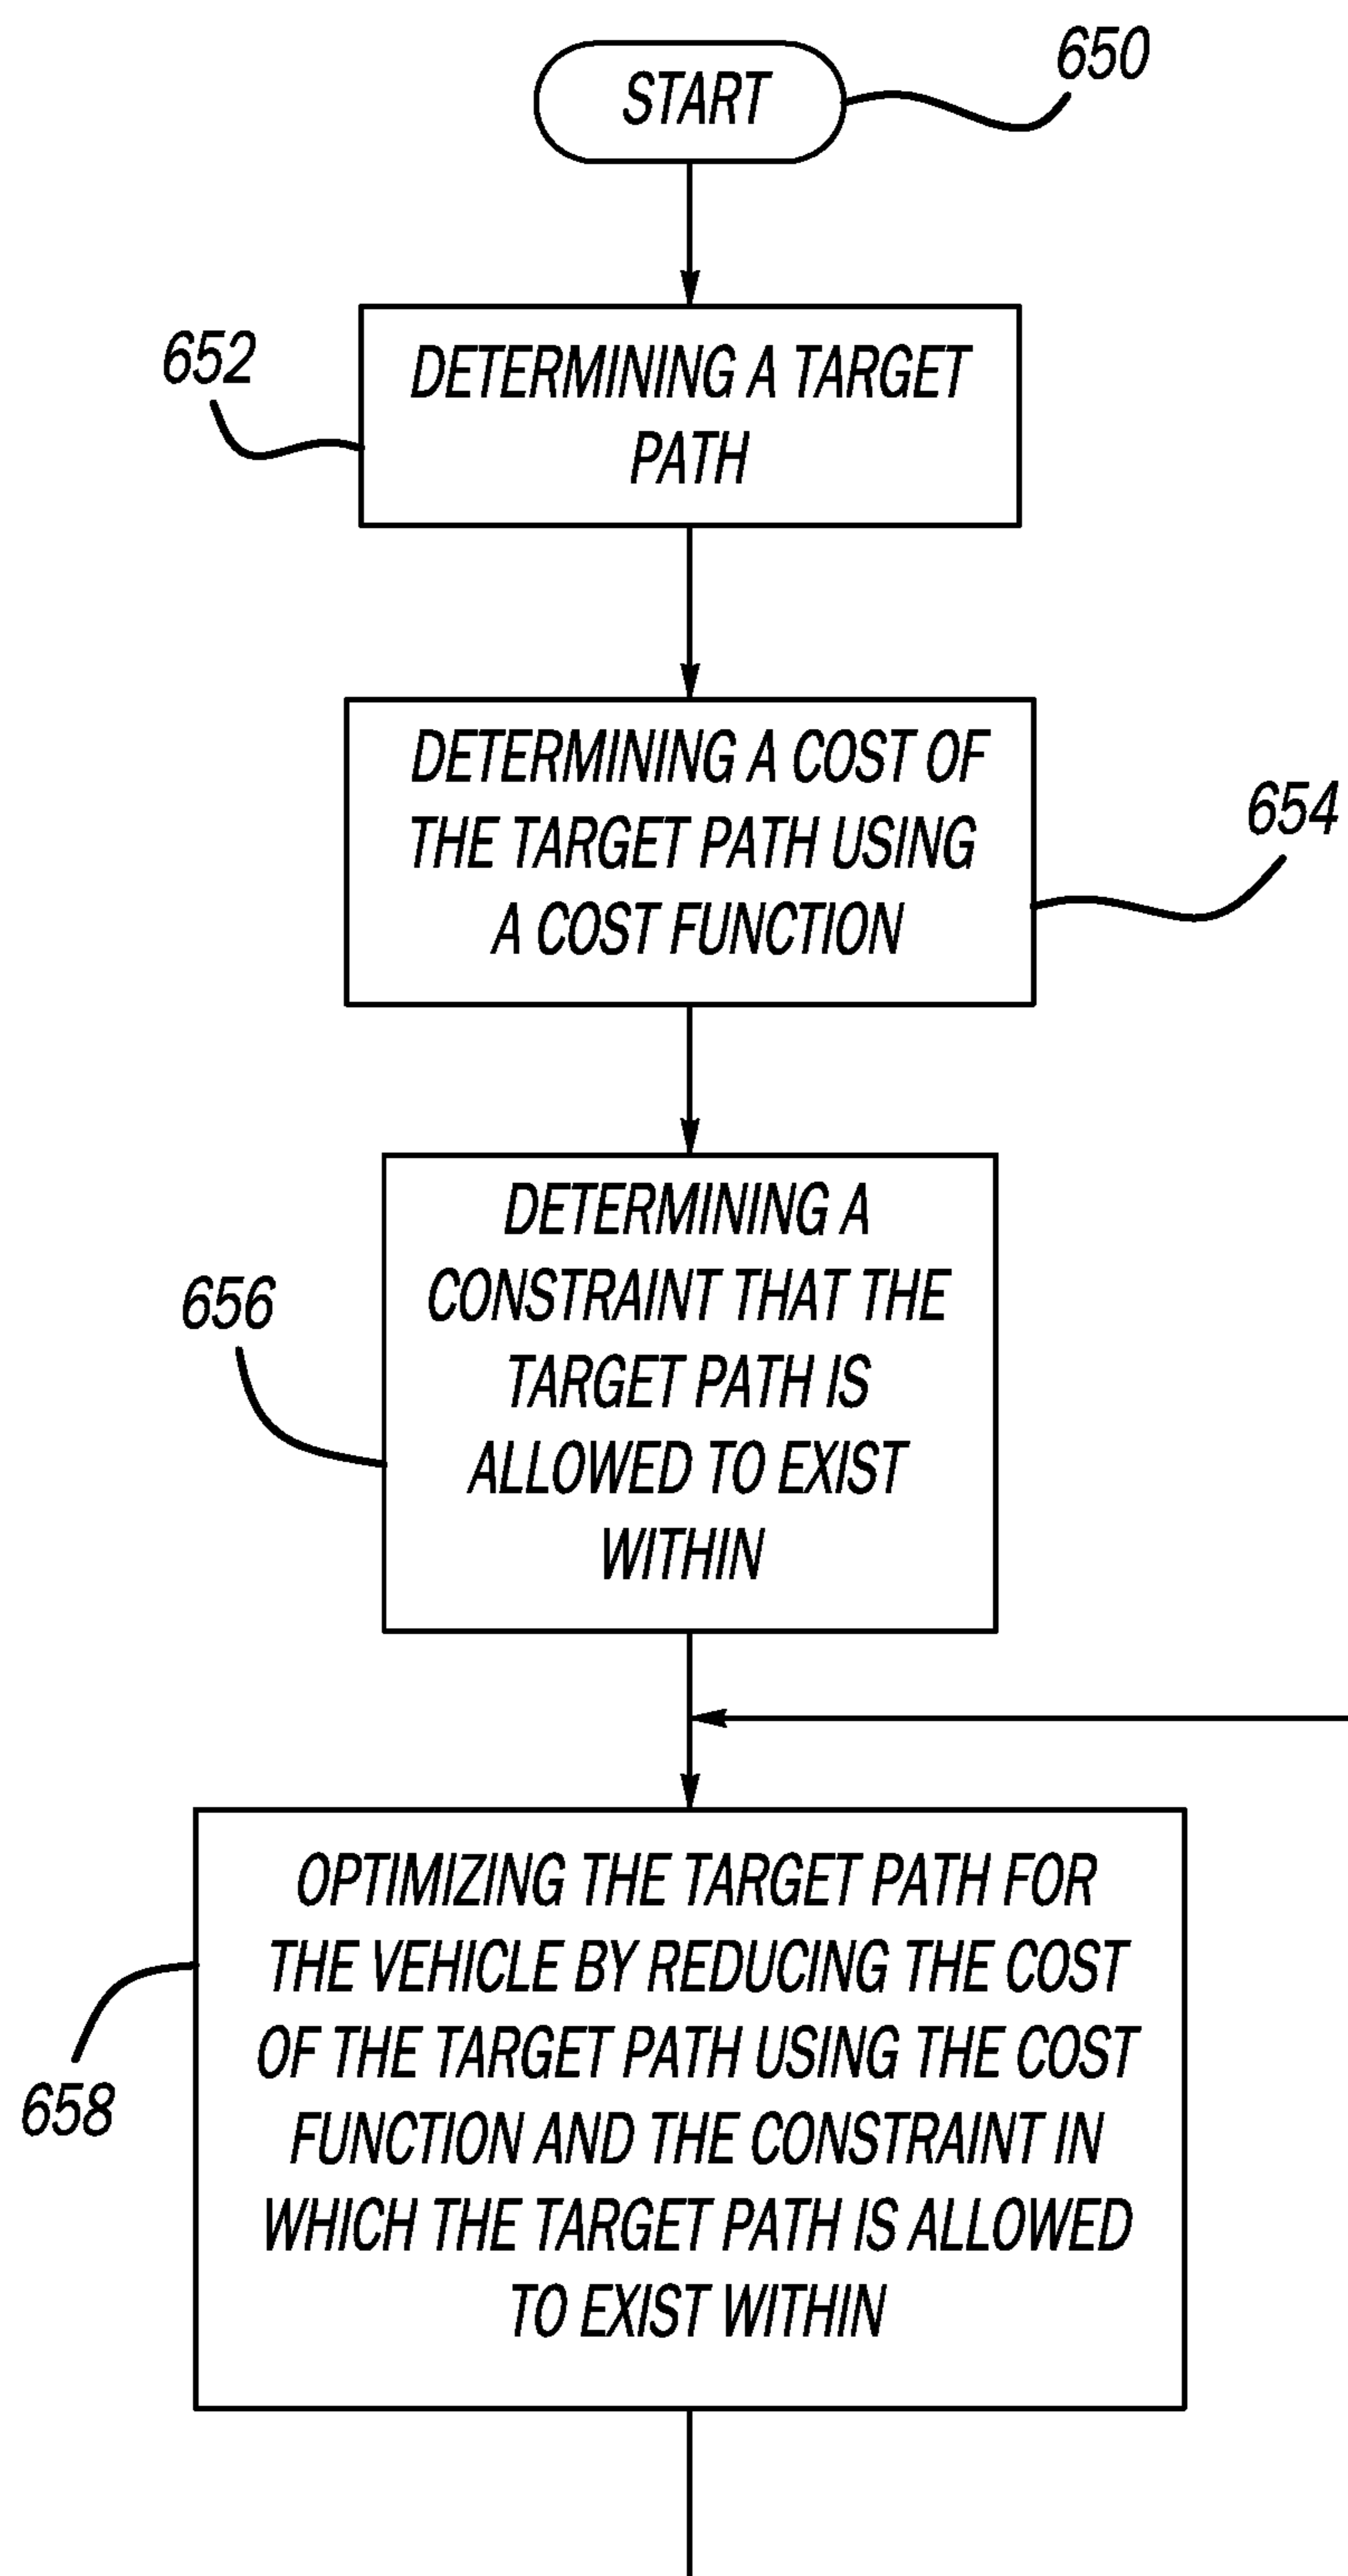 START
650
652
DETERMINING A TARGET
PATH
DETERMINING A COST OF
THE TARGET PATH USING
A COST FUNCTION
654
DETERMINING A
CONSTRAINT THAT THE
TARGET PATH IS
ALLOWED TO EXIST
WITHIN
656
OPTIMIZING THE TARGET PATH FOR
THE VEHICLE BY REDUCING THE COST
OF THE TARGET PATH USING THE COST
FUNCTION AND THE CONSTRAINT IN
WHICH THE TARGET PATH IS ALLOWED
TO EXIST WITHIN
658